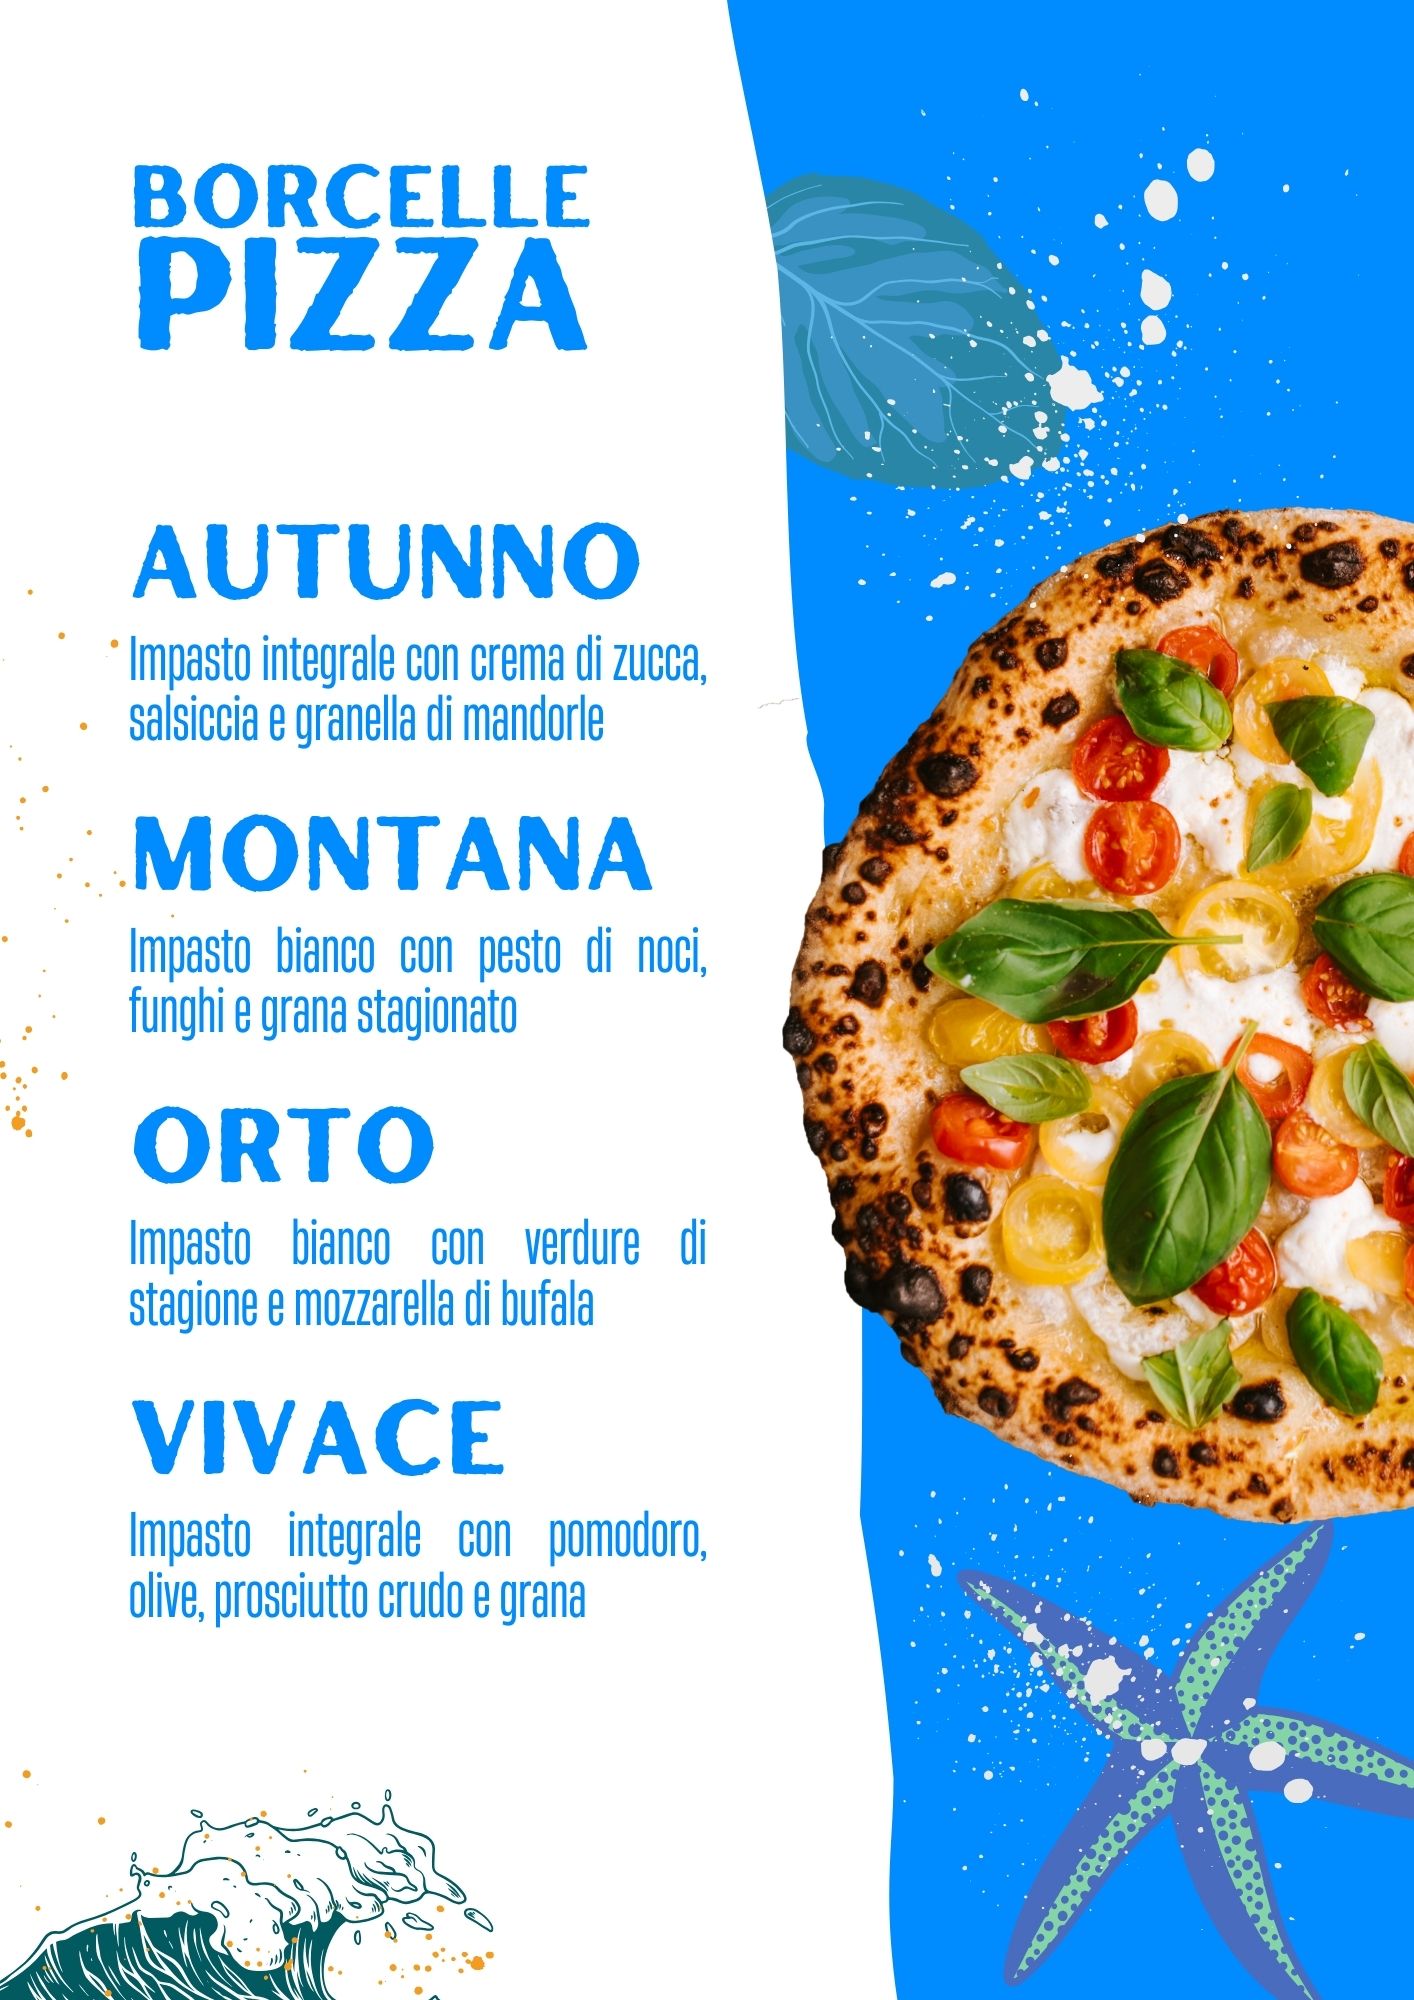 BORCELLE
PIZZA
AUTUNNO
Impasto integrale con crema di zucca,
salsiccia e granella di mandorle
MONTANA
Impasto bianco con pesto di noci,
funghi e grana stagionato
ORTO
Impasto bianco con verdure di
stagione e mozzarella di bufala
VIVACE
Impasto integrale con pomodoro,
olive, prosciutto crudo e grana